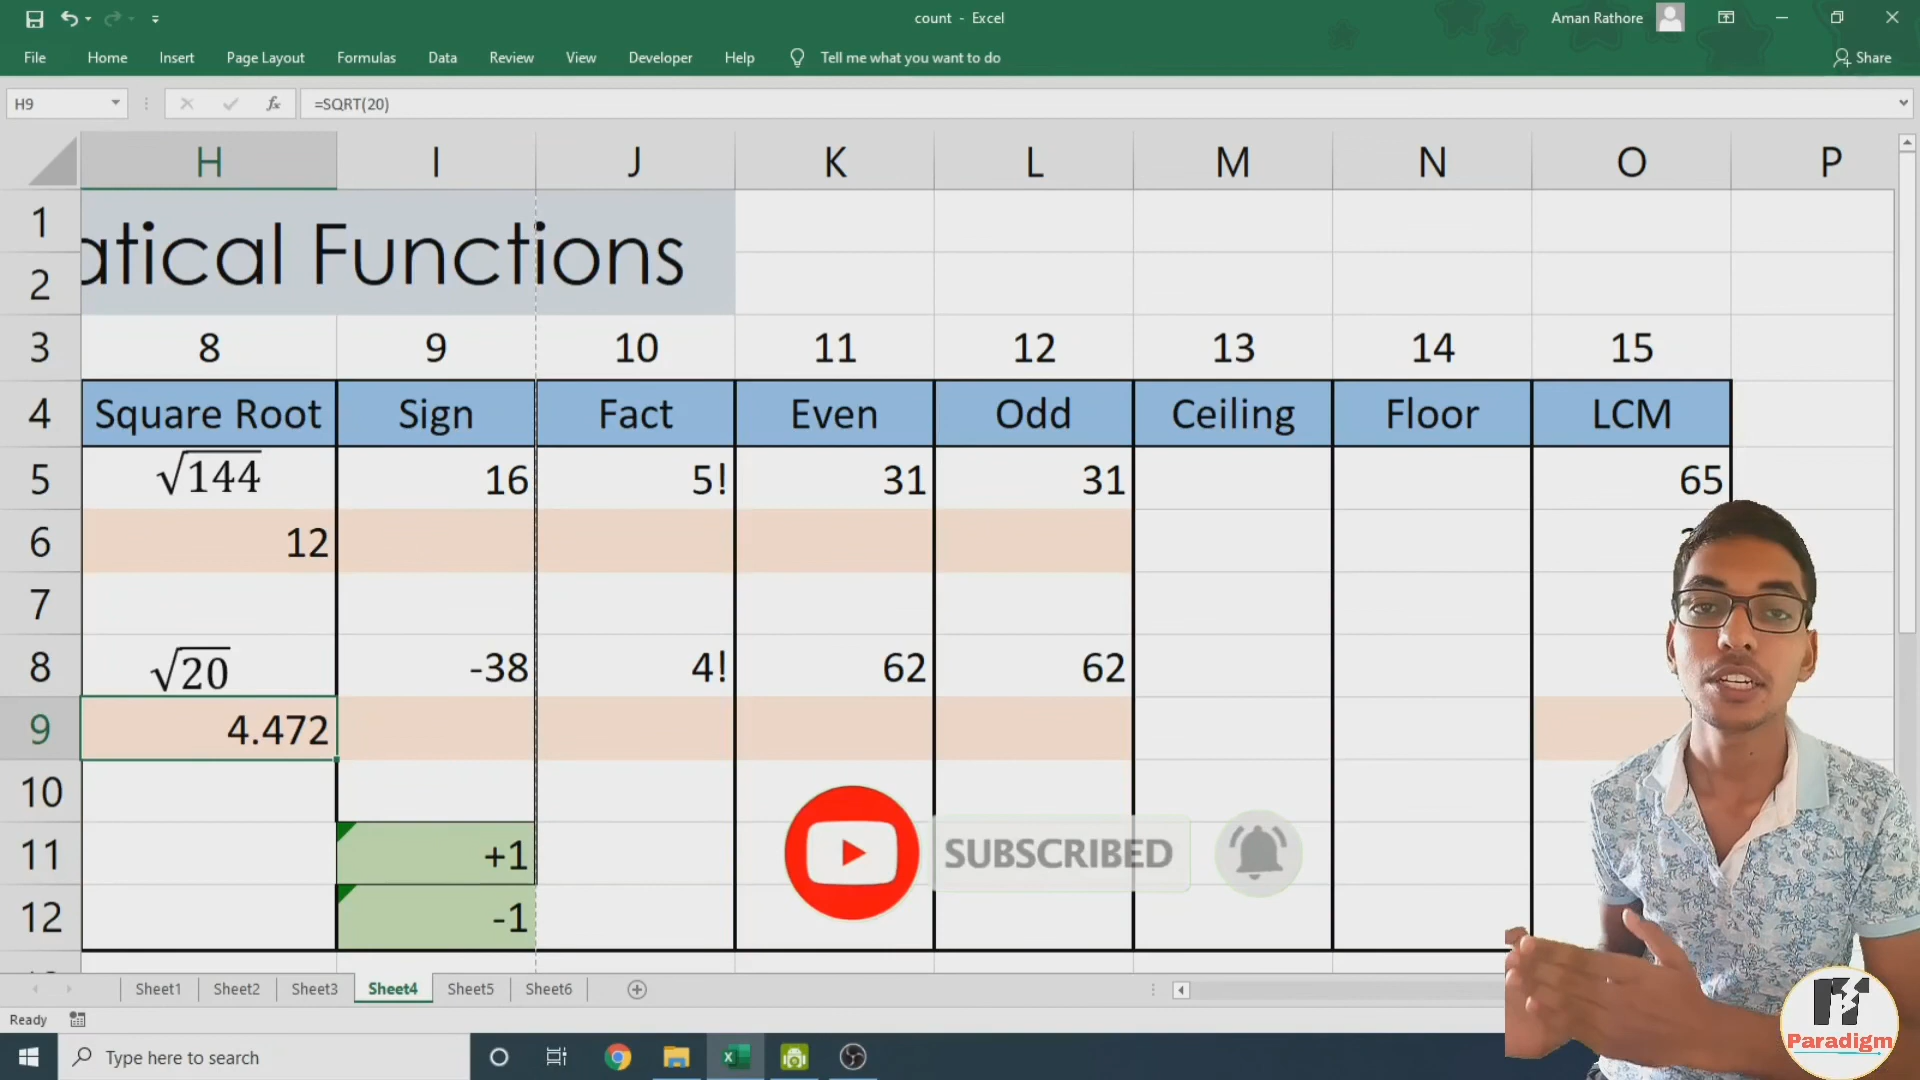 count - Excel
Aman Rathore
File Home Insert Page Layout Formulas Data Review View Developer Help Tell me what you want to do Share
H9 fx =SQRT(20)
H I J K L M N O P
1 atical Functions
2
3 8 9 10 11 12 13 14 15
4 Square Root Sign Fact Even Odd Ceiling Floor LCM
5 √144 16 5! 31 31 65
6 12
7
8 √20 -38 4! 62 62
9 4.472
10
11 +1
SUBSCRIBED
12 -1
Sheet1 Sheet2 Sheet3 Sheet4 Sheet5 Sheet6
Ready
Type here to search
Paradigm